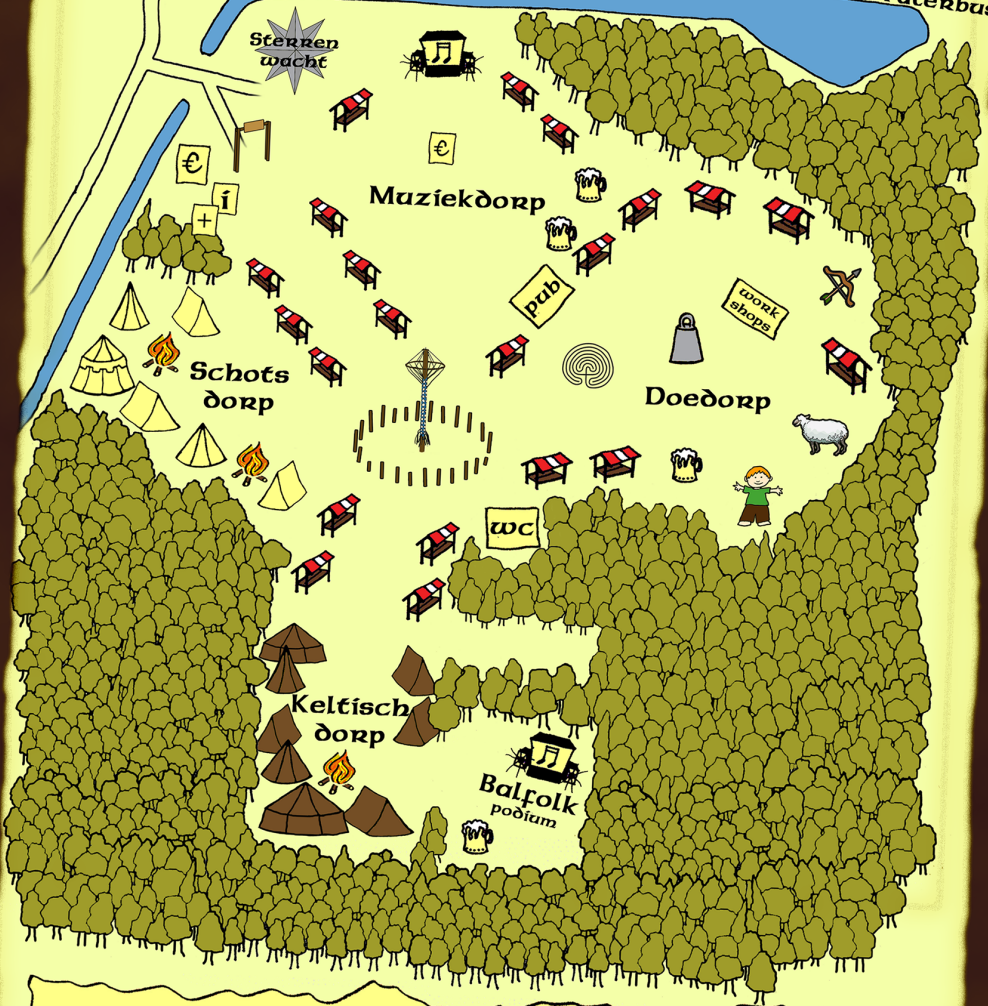 Sterren
wacht
€
€
i
+
Muziekdorp
pub
work
shops
Schots
dorp
Doedorp
wc
Keltisch
dorp
Balfolk
podium